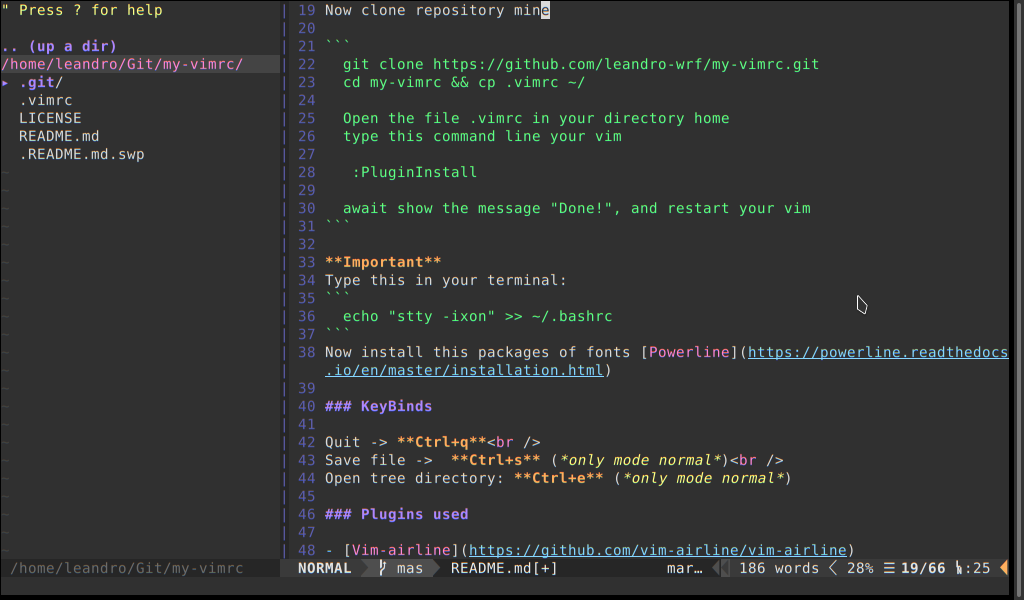 " Press ? for help
.. (up a dir)
/home/leandro/Git/my-vimrc/
▸ .git/
.vimrc
LICENSE
README.md
.README.md.swp
19 Now clone repository mine
20
21 ```
22 git clone https://github.com/leandro-wrf/my-vimrc.git
23 cd my-vimrc && cp .vimrc ~/
24
25 Open the file .vimrc in your directory home
26 type this command line your vim
27
28 :PluginInstall
29
30 await show the message "Done!", and restart your vim
31 ```
32
33 **Important**
34 Type this in your terminal:
35 ```
36 echo "stty -ixon" >> ~/.bashrc
37 ```
38 Now install this packages of fonts [Powerline](https://powerline.readthedocs
.io/en/master/installation.html)
39
40 ### KeyBinds
41
42 Quit -> **Ctrl+q**<br />
43 Save file ->  **Ctrl+s** (*only mode normal*)<br />
44 Open tree directory: **Ctrl+e** (*only mode normal*)
45
46 ### Plugins used
47
48 - [Vim-airline](https://github.com/vim-airline/vim-airline)
/home/leandro/Git/my-vimrc NORMAL mas README.md[+] mar… 186 words 28% ☰ 19/66 :25